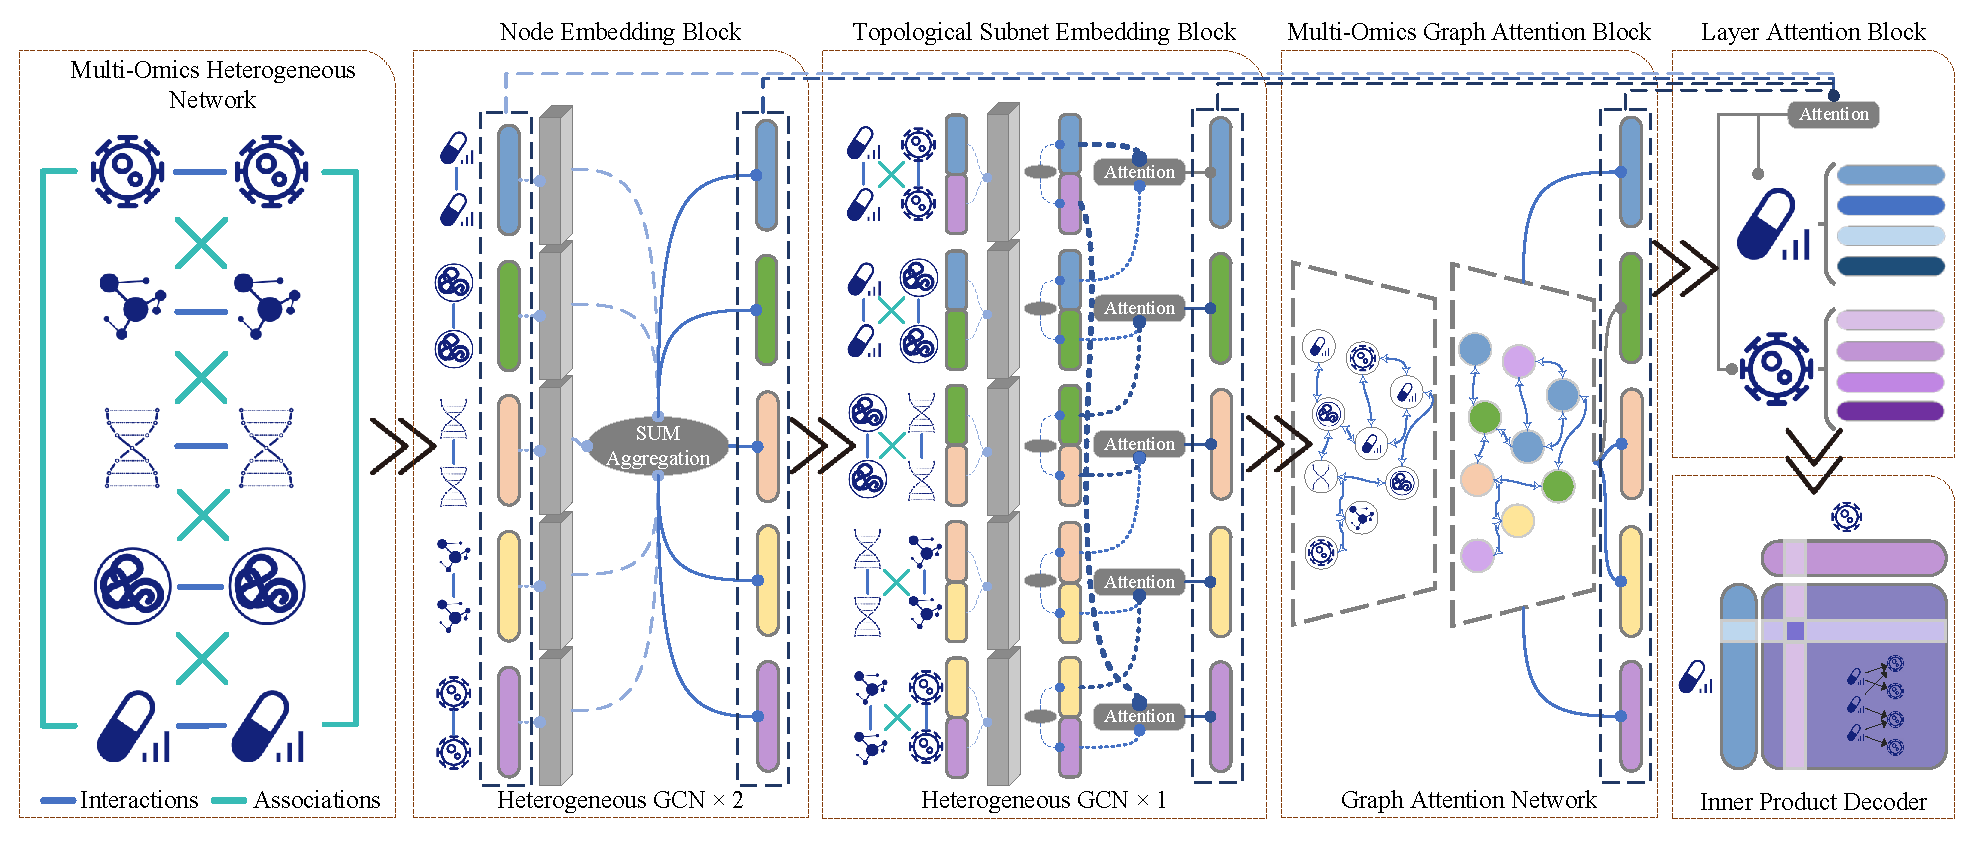 Node Embedding Block
Topological Subnet Embedding Block
Multi-Omics Graph Attention Block
Layer Attention Block
Multi-Omics Heterogeneous
Network
Interactions
Associations
SUM
Aggregation
Heterogeneous GCN × 2
Attention
Attention
Attention
Attention
Attention
Heterogeneous GCN × 1
Graph Attention Network
Attention
Inner Product Decoder